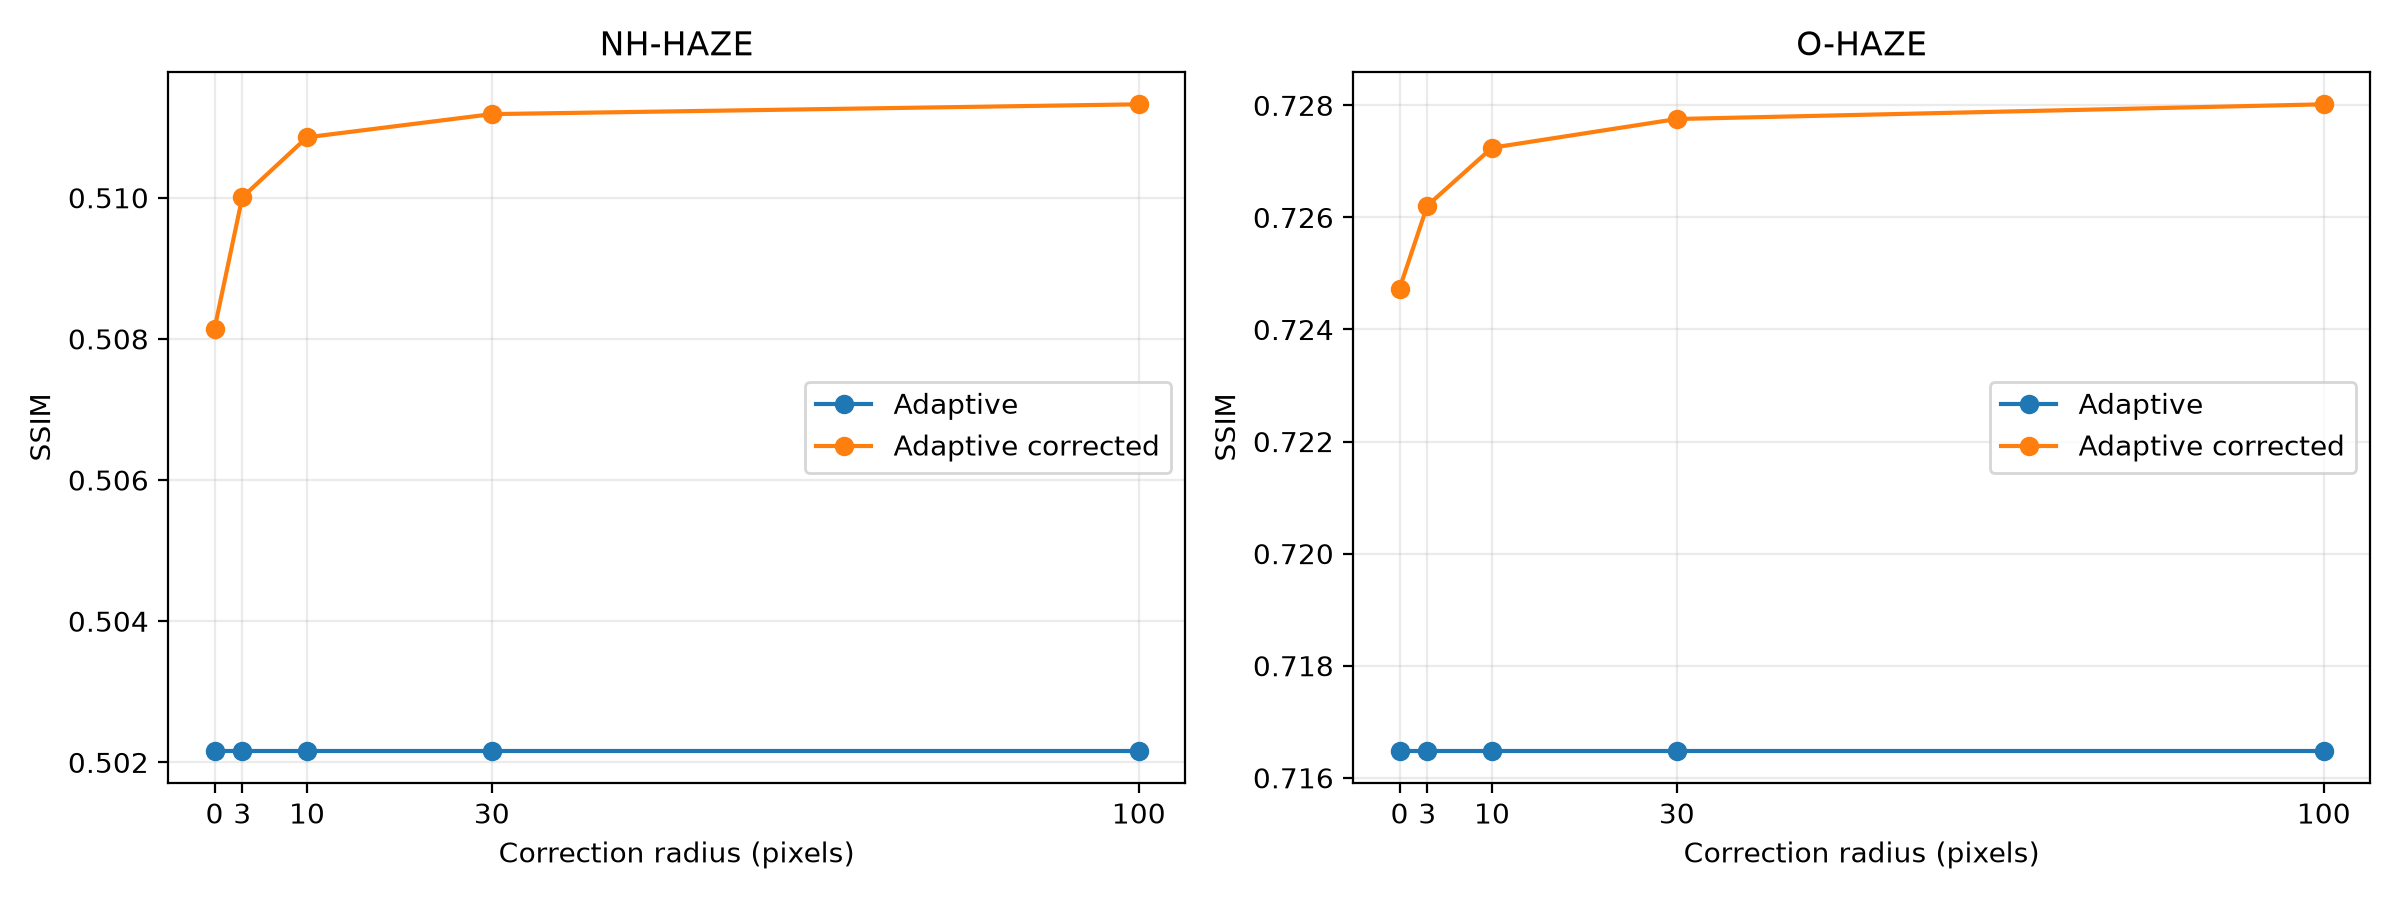 NH-HAZE
SSIM
0.510
0.508
0.506
0.504
0.502
Adaptive
Adaptive corrected
0 3 10 30 100
Correction radius (pixels)
O-HAZE
SSIM
0.728
0.726
0.724
0.722
0.720
0.718
0.716
Adaptive
Adaptive corrected
0 3 10 30 100
Correction radius (pixels)